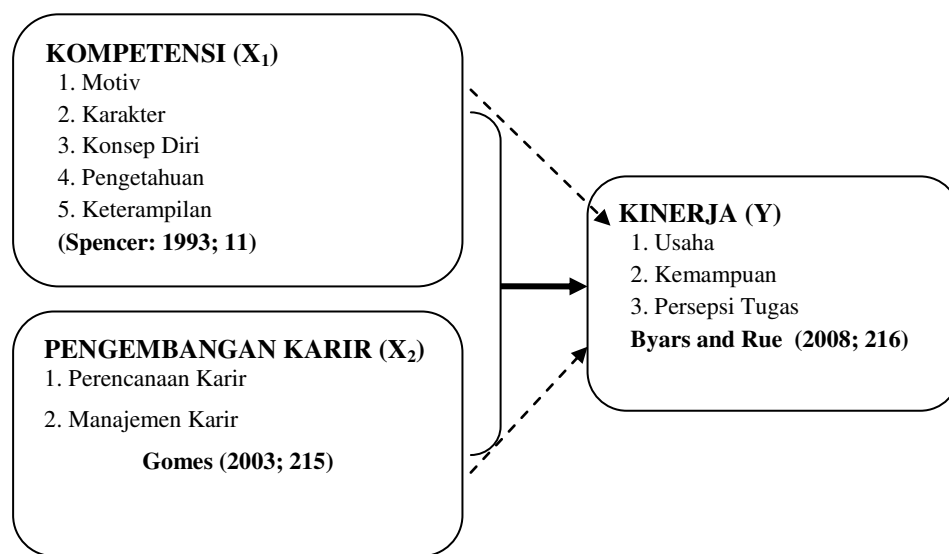 KOMPETENSI (X₁)
1. Motiv
2. Karakter
3. Konsep Diri
4. Pengetahuan
5. Keterampilan
(Spencer: 1993; 11)
PENGEMBANGAN KARIR (X₂)
1. Perencanaan Karir
2. Manajemen Karir
Gomes (2003; 215)
KINERJA (Y)
1. Usaha
2. Kemampuan
3. Persepsi Tugas
Byars and Rue (2008; 216)